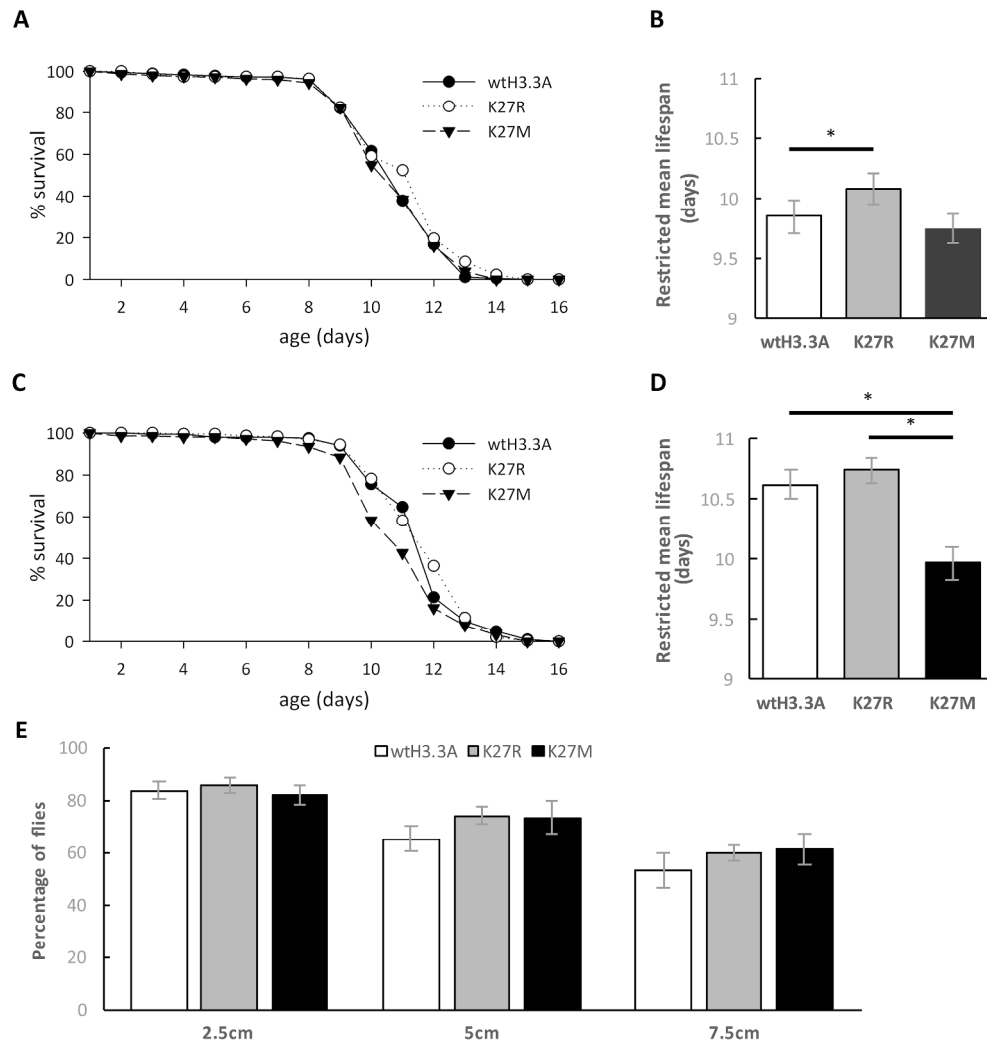 A
% survival
100
80
60
40
20
0
2 4 6 8 10 12 14 16
age (days)
wtH3.3A
K27R
K27M
B
Restricted mean lifespan
(days)
11
10.5
10
9.5
9
*
wtH3.3A K27R K27M
C
% survival
100
80
60
40
20
0
2 4 6 8 10 12 14 16
age (days)
wtH3.3A
K27R
K27M
D
Restricted mean lifespan
(days)
11
10.5
10
9.5
9
*
*
wtH3.3A K27R K27M
E
Percentage of flies
100
80
60
40
20
0
wtH3.3A K27R K27M
2.5cm 5cm 7.5cm